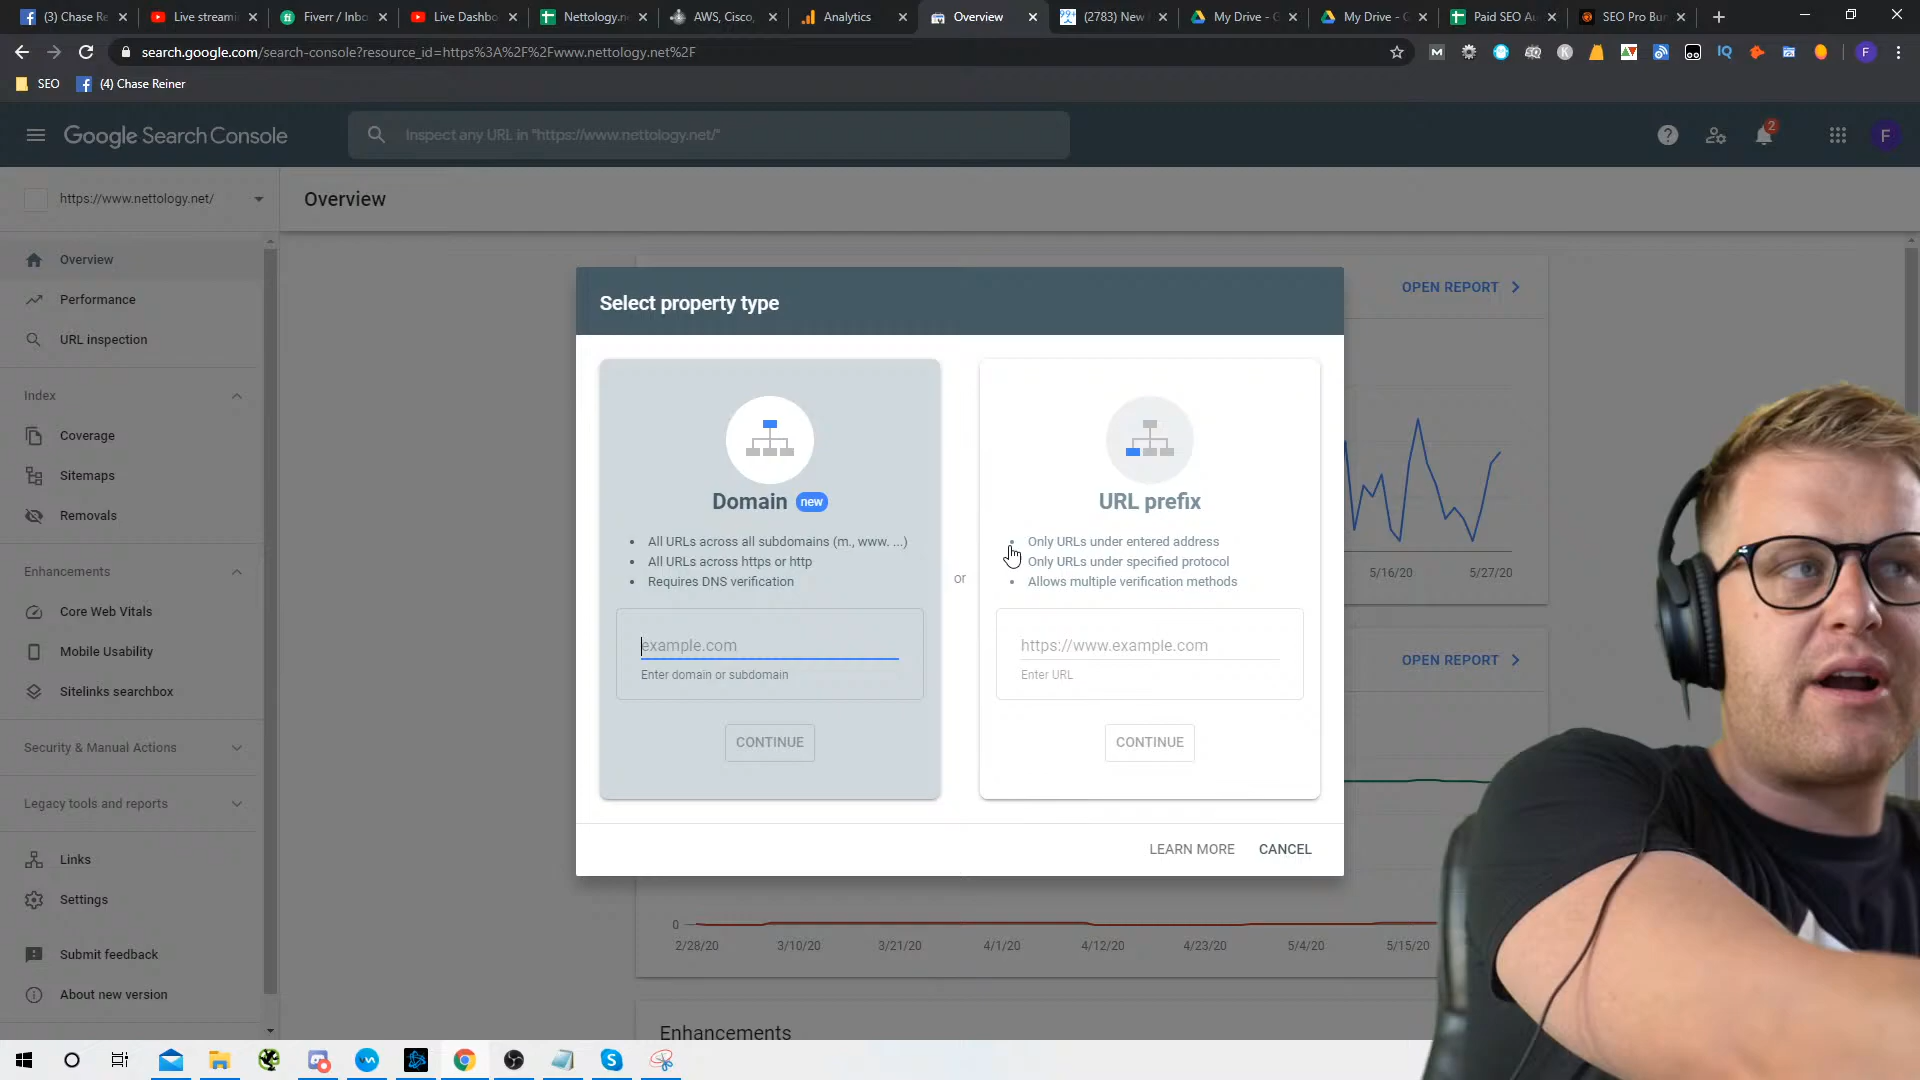 (3) Chase Re
Live streami
Fiverr / Inbo
Live Dashbo
Nettology.n
AWS, Cisco,
Analytics
Overview
(2783) New
My Drive - G
My Drive - G
Paid SEO Au
SEO Pro Bu
search.google.com/search-console?resource_id=https%3A%2F%2Fwww.nettology.net%2F
SEO
(4) Chase Reiner
Google Search Console
Inspect any URL in "https://www.nettology.net/"
2
F
https://www.nettology.net/
Overview
Overview
Performance
URL inspection
Index
Coverage
Sitemaps
Removals
Enhancements
Core Web Vitals
Mobile Usability
Sitelinks searchbox
Security & Manual Actions
Legacy tools and reports
Links
Settings
Submit feedback
About new version
OPEN REPORT
5/16/20 5/27/20
OPEN REPORT
Select property type
Domain new
• All URLs across all subdomains (m., www. ...)
• All URLs across https or http
• Requires DNS verification
example.com
Enter domain or subdomain
CONTINUE
or
URL prefix
• Only URLs under entered address
• Only URLs under specified protocol
• Allows multiple verification methods
https://www.example.com
Enter URL
CONTINUE
LEARN MORE CANCEL
0
2/28/20 3/10/20 3/21/20 4/1/20 4/12/20 4/23/20 5/4/20 5/15/20
Enhancements